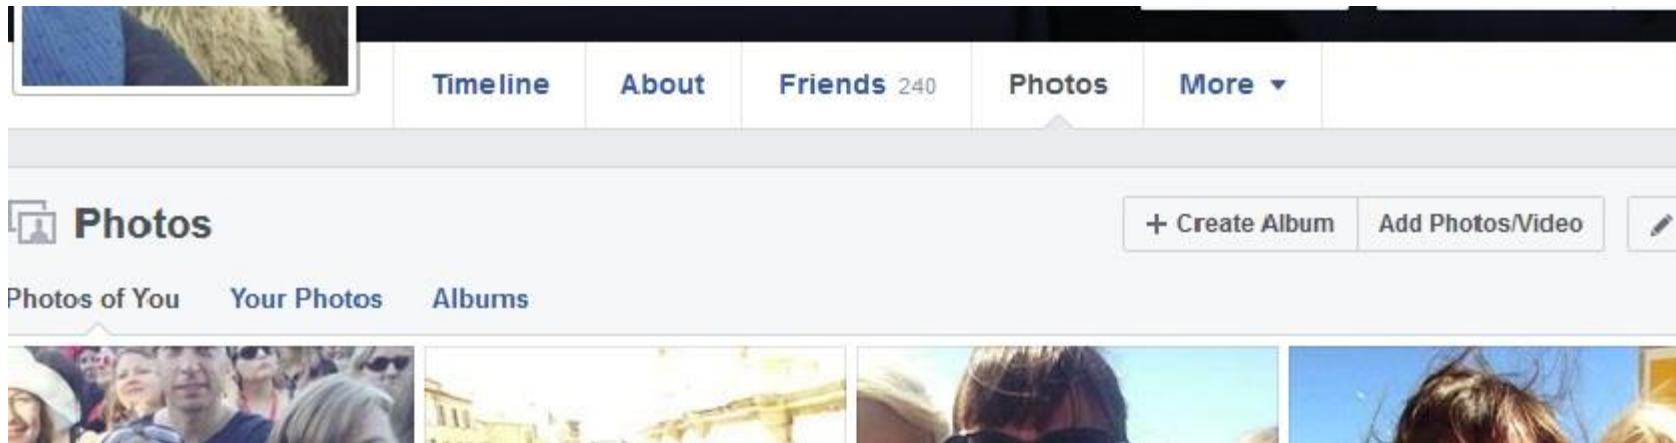 Timeline About Friends 240 Photos More
Photos + Create Album Add Photos/Video
Photos of You Your Photos Albums